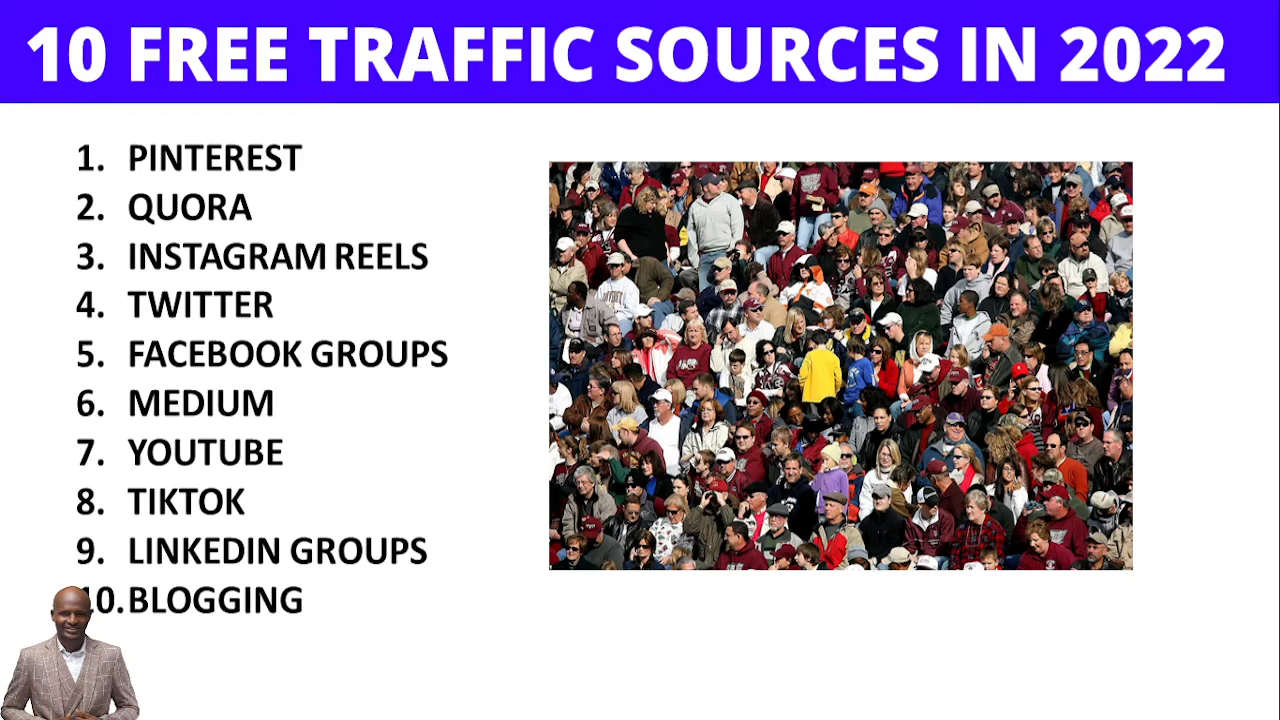 10 FREE TRAFFIC SOURCES IN 2022
1. PINTEREST
2. QUORA
3. INSTAGRAM REELS
4. TWITTER
5. FACEBOOK GROUPS
6. MEDIUM
7. YOUTUBE
8. TIKTOK
9. LINKEDIN GROUPS
10. BLOGGING